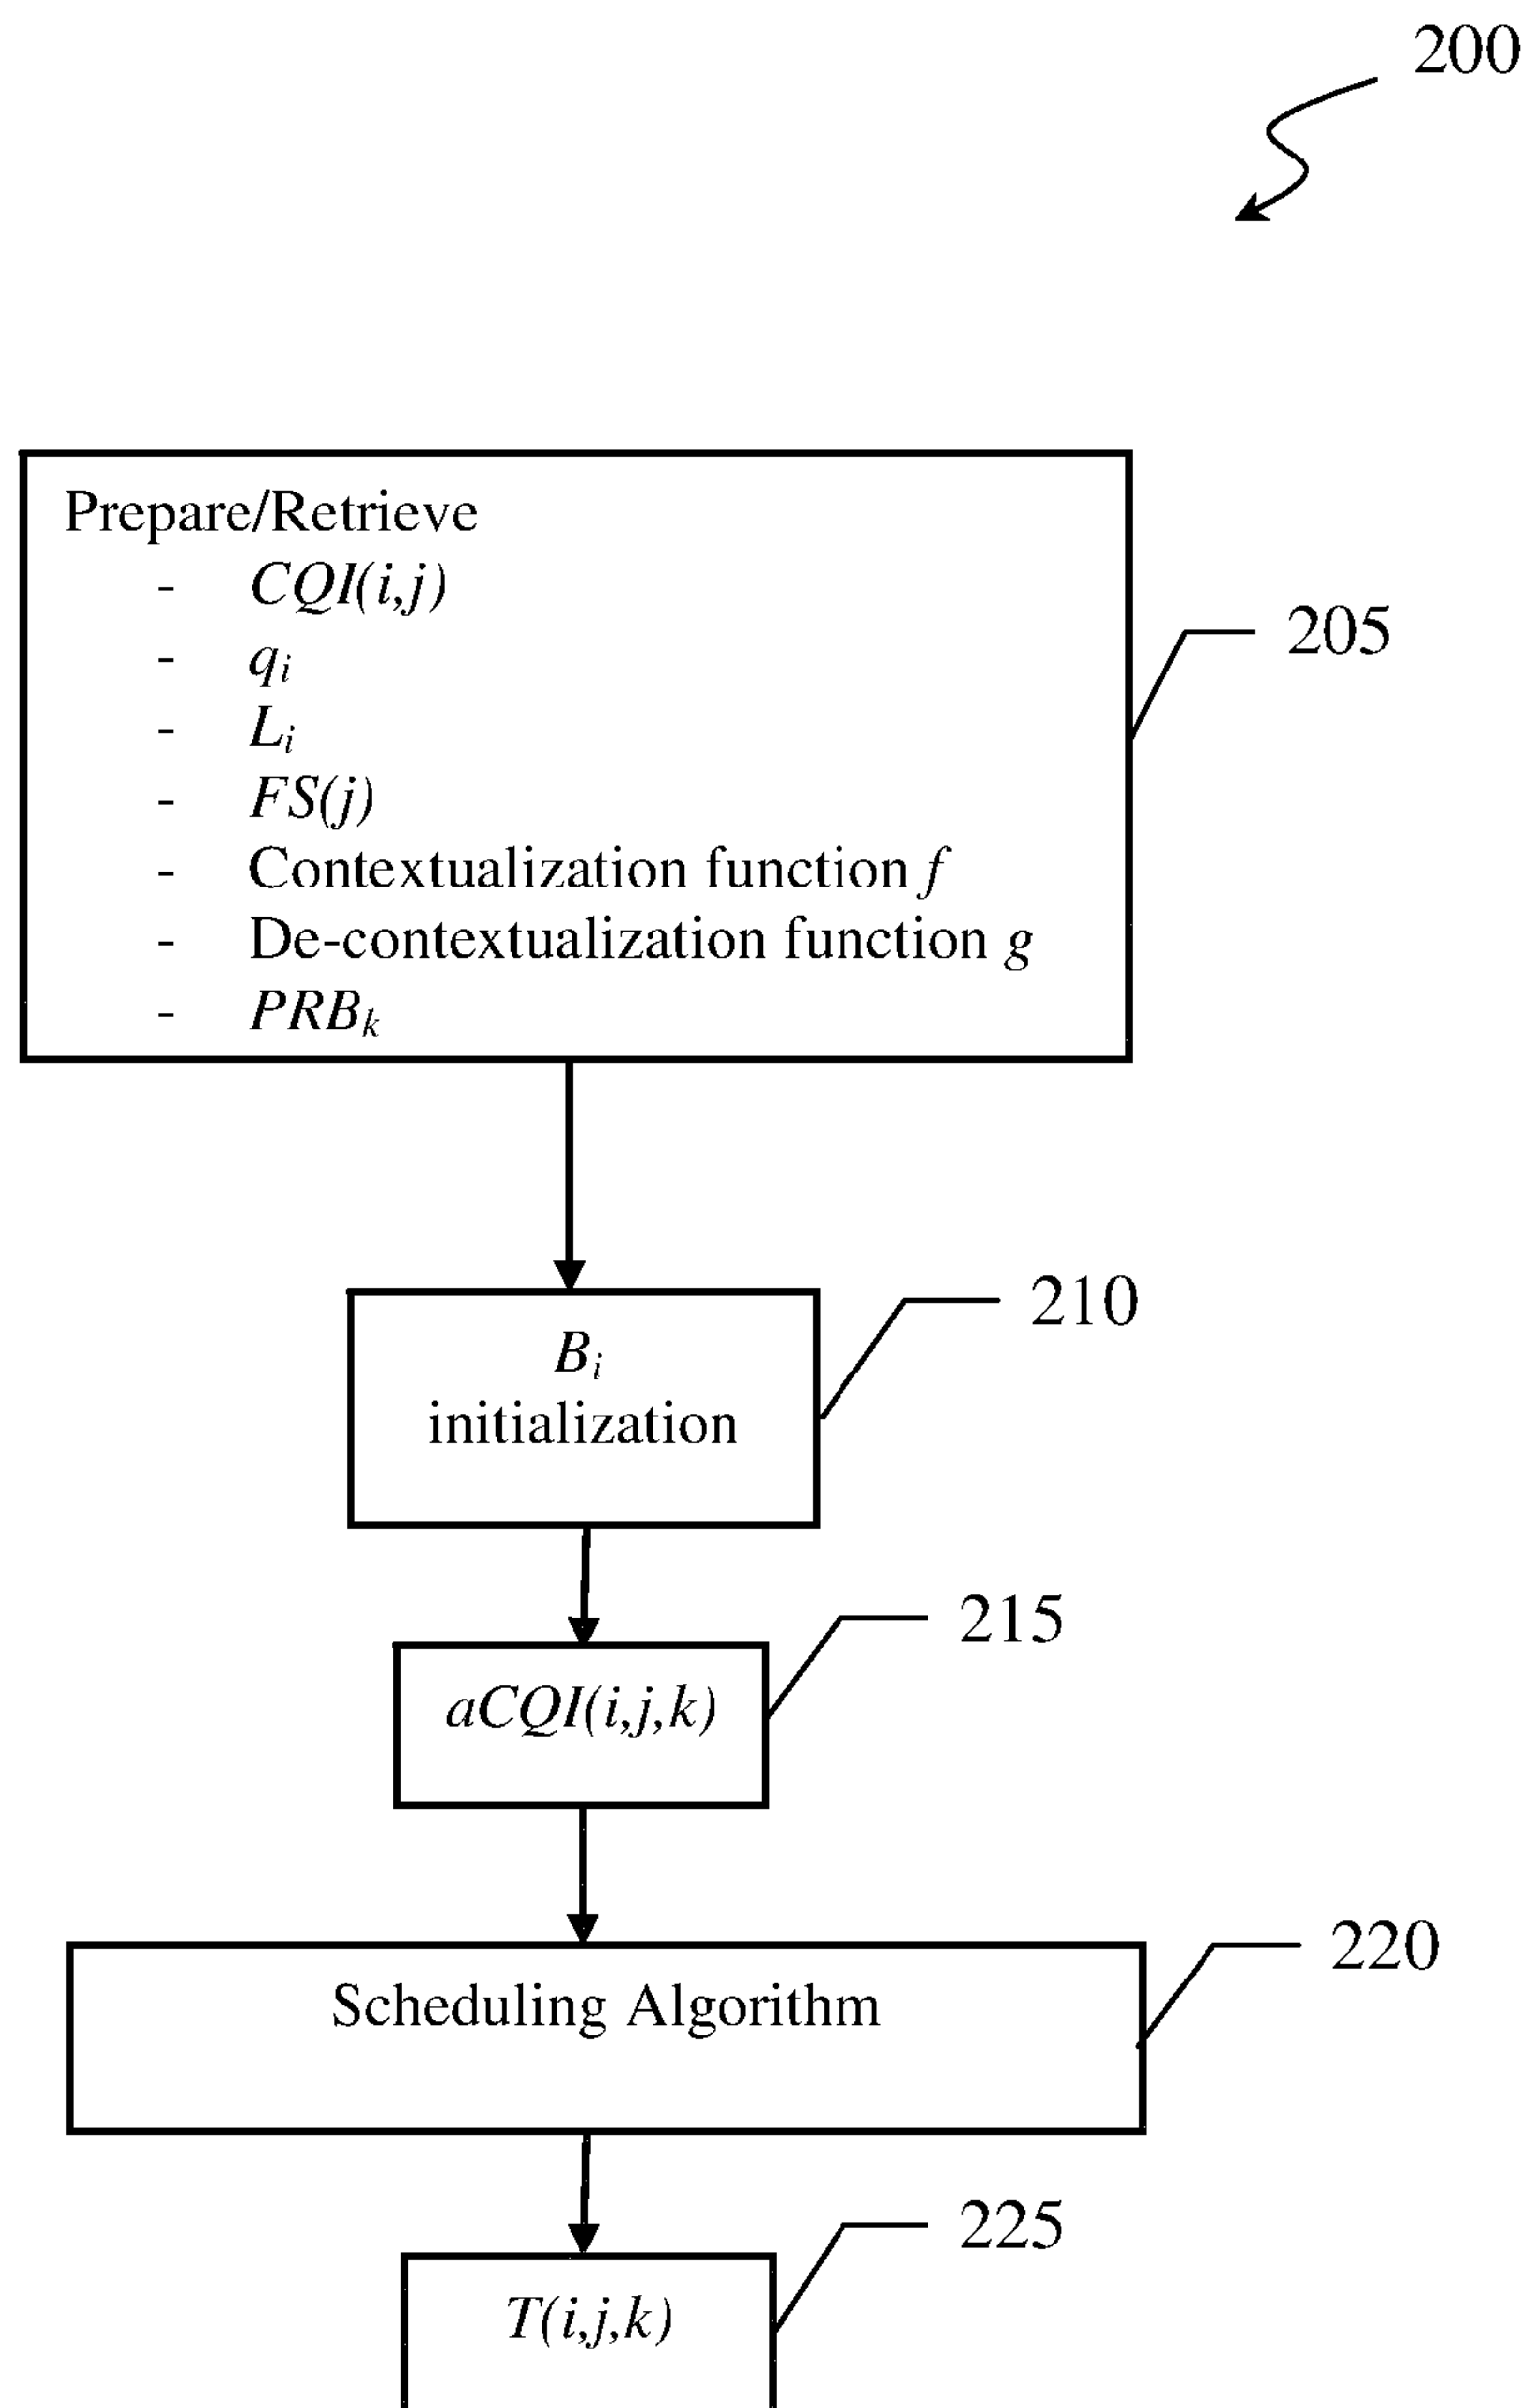 200
Prepare/Retrieve
- CQI(i,j)
- qᵢ
- Lᵢ
- FS(j)
- Contextualization function f
- De-contextualization function g
- PRBₖ
205
Bᵢ
initialization
210
aCQI(i,j,k)
215
Scheduling Algorithm
220
T(i,j,k)
225